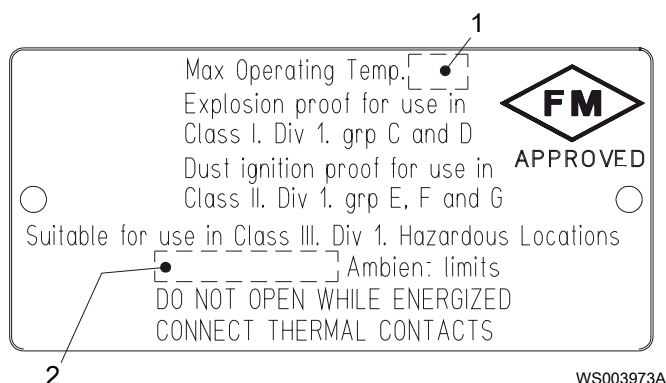 1
Max Operating Temp.
Explosion proof for use in
Class I. Div 1. grp C and D
FM
APPROVED
Dust ignition proof for use in
Class II. Div 1. grp E, F and G
Suitable for use in Class III. Div 1. Hazardous Locations
Ambient limits
DO NOT OPEN WHILE ENERGIZED
CONNECT THERMAL CONTACTS
2
WS003973A